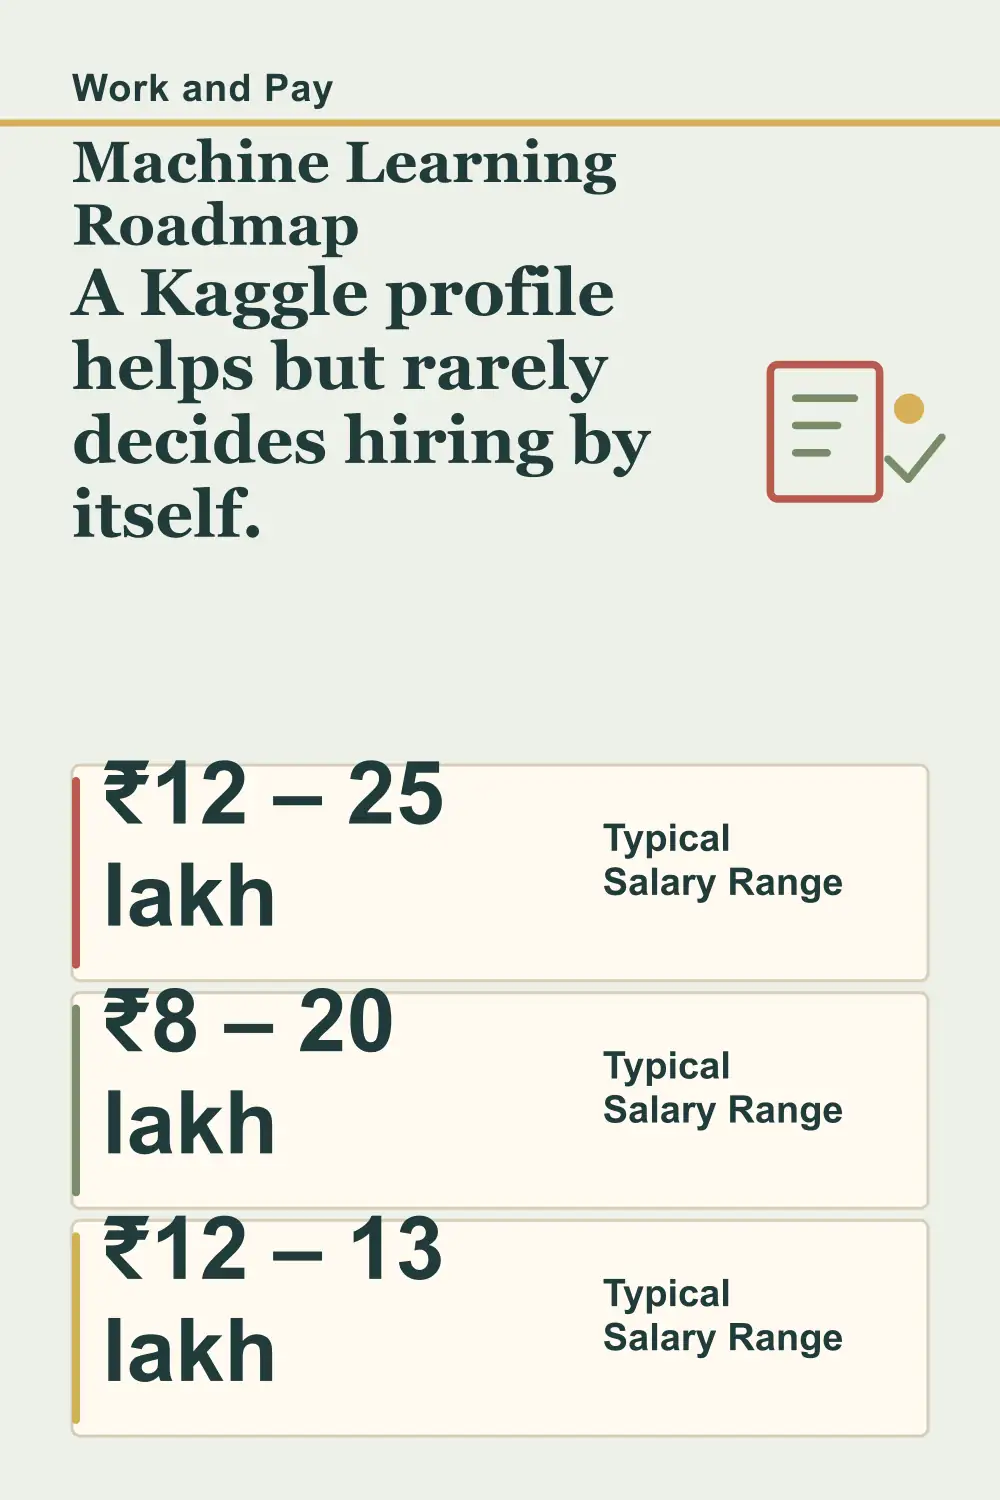 Work and Pay
Machine Learning
Roadmap
A Kaggle profile
helps but rarely
decides hiring by
itself.
₹12 – 25
lakh
Typical
Salary Range
₹8 – 20
lakh
Typical
Salary Range
₹12 – 13
lakh
Typical
Salary Range